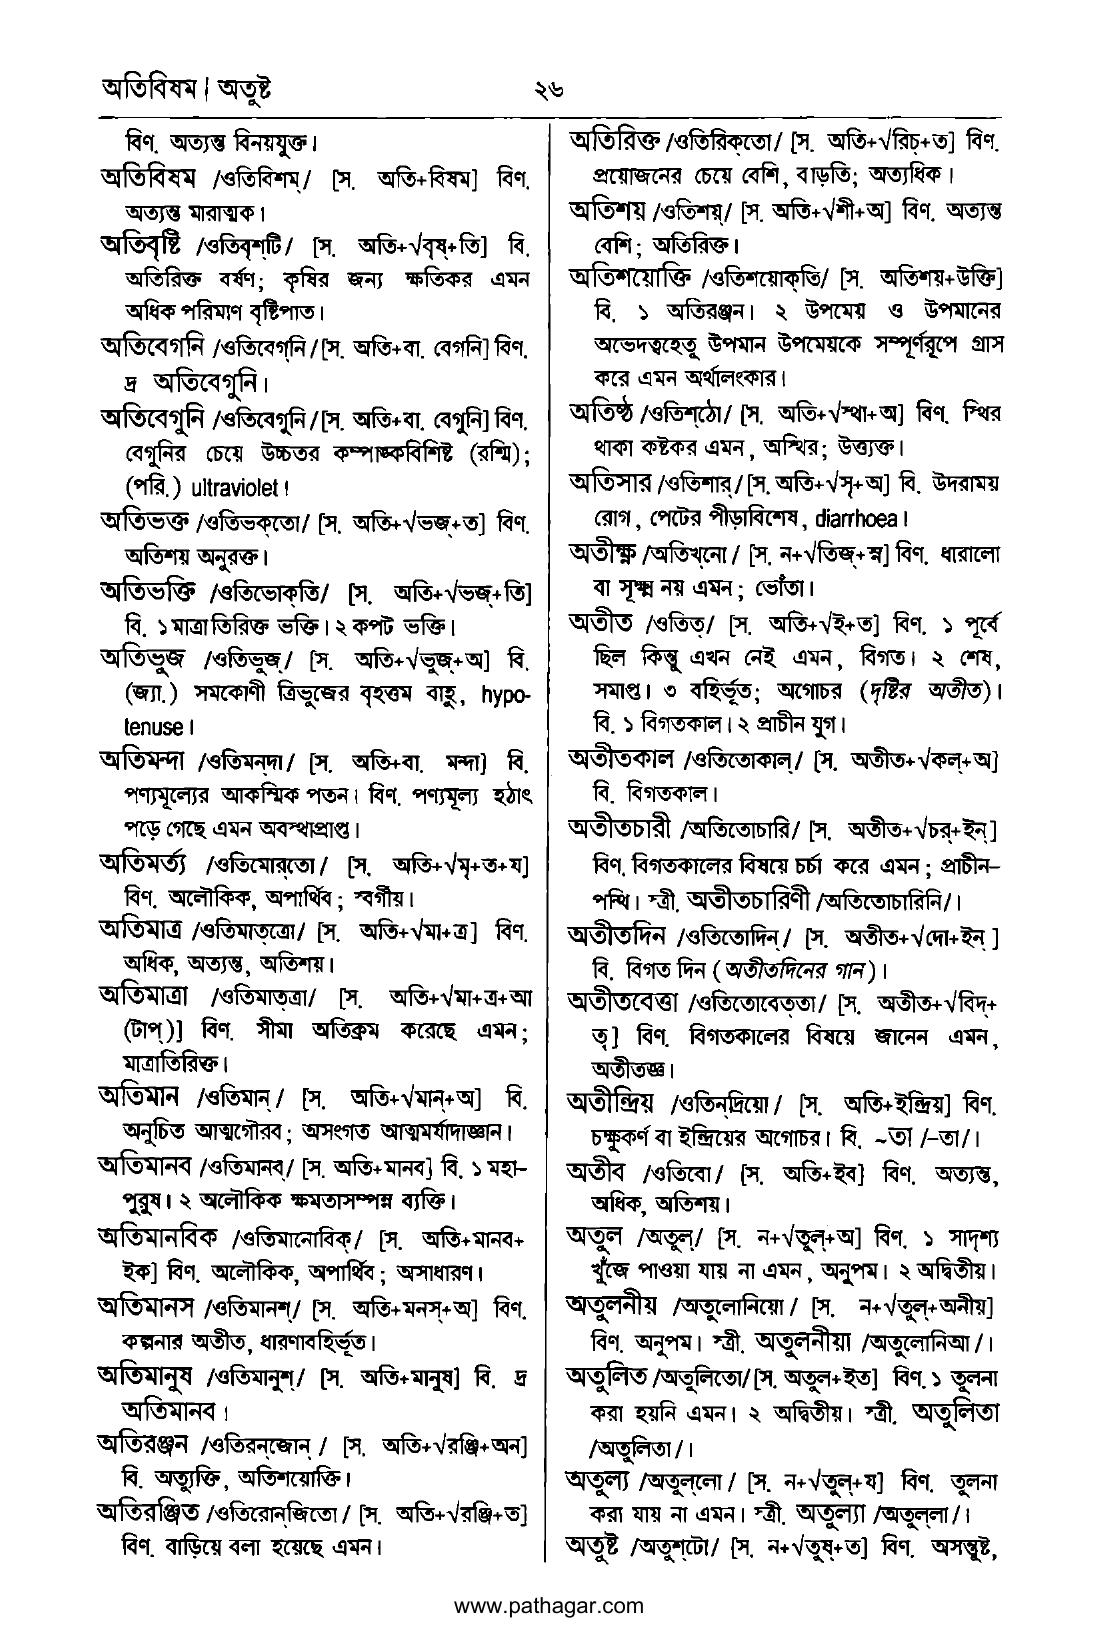 অতিবিষম | অতুষ্ট ২৬
বিণ. অত্যন্ত বিনয়যুক্ত।
অতিবিষম /ওতিবিশম্/ [স. অতি+বিষম] বিণ.
অত্যন্ত মারাত্মক।
অতিবৃষ্টি /ওতিবৃশ্‌টি/ [স. অতি+√বৃষ্+তি] বি.
অতিরিক্ত বর্ষণ; কৃষির জন্য ক্ষতিকর এমন
অধিক পরিমাণ বৃষ্টিপাত।
অতিবেগনি /ওতিবেগ্‌নি/ [স. অতি+বা. বেগনি] বিণ.
দ্র অতিবেগুনি।
অতিবেগুনি /ওতিবেগুনি/ [স. অতি+বা. বেগুনি] বিণ.
বেগুনির চেয়ে উচ্চতর কম্পাঙ্কবিশিষ্ট (রশ্মি);
(পরি.) ultraviolet।
অতিভক্ত /ওতিভক্‌তো/ [স. অতি+√ভজ্+ত] বিণ.
অতিশয় অনুরক্ত।
অতিভক্তি /ওতিভোক্‌তি/ [স. অতি+√ভজ্+তি]
বি. ১ মাত্রাতিরিক্ত ভক্তি। ২ কপট ভক্তি।
অতিভুজ /ওতিভুজ্/ [স. অতি+√ভুজ্+অ] বি.
(জ্যা.) সমকোণী ত্রিভুজের বৃহত্তম বাহু, hypo-
tenuse।
অতিমন্দা /ওতিমন্‌দা/ [স. অতি+বা. মন্দা] বি.
পণ্যমূল্যের আকস্মিক পতন। বিণ. পণ্যমূল্য হঠাৎ
পড়ে গেছে এমন অবস্থাপ্রাপ্ত।
অতিমর্ত্য /ওতিমোর্‌তো/ [স. অতি+√মৃ+ত+য]
বিণ. অলৌকিক, অপার্থিব; স্বর্গীয়।
অতিমাত্র /ওতিমাত্‌ত্রো/ [স. অতি+√মা+ত্র] বিণ.
অধিক, অত্যন্ত, অতিশয়।
অতিমাত্রা /ওতিমাত্‌ত্রা/ [স. অতি+√মা+ত্র+আ
(টাপ্)] বিণ. সীমা অতিক্রম করেছে এমন;
মাত্রাতিরিক্ত।
অতিমান /ওতিমান্/ [স. অতি+√মান্+অ] বি.
অনুচিত আত্মগৌরব; অসংগত আত্মমর্যাদাজ্ঞান।
অতিমানব /ওতিমানব্/ [স. অতি+মানব] বি. ১ মহা-
পুরুষ। ২ অলৌকিক ক্ষমতাসম্পন্ন ব্যক্তি।
অতিমানবিক /ওতিমানোবিক্/ [স. অতি+মানব+
ইক] বিণ. অলৌকিক, অপার্থিব; অসাধারণ।
অতিমানস /ওতিমানশ্/ [স. অতি+মনস্+অ] বিণ.
কল্পনার অতীত, ধারণাবহির্ভূত।
অতিমানুষ /ওতিমানুশ্/ [স. অতি+মানুষ] বি. দ্র
অতিমানব।
অতিরঞ্জন /ওতিরন্‌জোন্/ [স. অতি+√রঞ্জি+অন]
বি. অত্যুক্তি, অতিশয়োক্তি।
অতিরঞ্জিত /ওতিরোন্‌জিতো/ [স. অতি+√রঞ্জি+ত]
বিণ. বাড়িয়ে বলা হয়েছে এমন।
অতিরিক্ত /ওতিরিক্‌তো/ [স. অতি+√রিচ্+ত] বিণ.
প্রয়োজনের চেয়ে বেশি, বাড়তি; অত্যধিক।
অতিশয় /ওতিশয়্/ [স. অতি+√শী+অ] বিণ. অত্যন্ত
বেশি; অতিরিক্ত।
অতিশয়োক্তি /ওতিশয়োক্‌তি/ [স. অতিশয়+উক্তি]
বি. ১ অতিরঞ্জন। ২ উপমেয় ও উপমানের
অভেদত্বহেতু উপমান উপমেয়কে সম্পূর্ণরূপে গ্রাস
করে এমন অর্থালংকার।
অতিষ্ঠ /ওতিশ্‌ঠো/ [স. অতি+√স্থা+অ] বিণ. স্থির
থাকা কষ্টকর এমন, অস্থির; উত্ত্যক্ত।
অতিসার /ওতিশার্/ [স. অতি+√সৃ+অ] বি. উদরাময়
রোগ, পেটের পীড়াবিশেষ, diarrhoea।
অতীক্ষ্ণ /অতিখ্‌নো/ [স. ন+√তিজ্+স্ন] বিণ. ধারালো
বা সূক্ষ্ম নয় এমন; ভোঁতা।
অতীত /ওতিত্/ [স. অতি+√ই+ত] বিণ. ১ পূর্বে
ছিল কিন্তু এখন নেই এমন, বিগত। ২ শেষ,
সমাপ্ত। ৩ বহির্ভূত; অগোচর (দৃষ্টির অতীত)।
বি. ১ বিগতকাল। ২ প্রাচীন যুগ।
অতীতকাল /ওতিতোকাল্/ [স. অতীত+√কল্+অ]
বি. বিগতকাল।
অতীতচারী /অতিতোচারি/ [স. অতীত+√চর্+ইন্]
বিণ. বিগতকালের বিষয়ে চর্চা করে এমন; প্রাচীন-
পন্থি। স্ত্রী. অতীতচারিণী /অতিতোচারিনি/।
অতীতদিন /ওতিতোদিন্/ [স. অতীত+√দো+ইন্]
বি. বিগত দিন (অতীতদিনের গান)।
অতীতবেত্তা /ওতিতোবেত্‌তা/ [স. অতীত+√বিদ্+
তৃ] বিণ. বিগতকালের বিষয়ে জানেন এমন,
অতীতজ্ঞ।
অতীন্দ্রিয় /ওতিন্‌দ্রিয়ো/ [স. অতি+ইন্দ্রিয়] বিণ.
চক্ষুকর্ণ বা ইন্দ্রিয়ের অগোচর। বি. ~তা /-তা/।
অতীব /ওতিবো/ [স. অতি+ইব] বিণ. অত্যন্ত,
অধিক, অতিশয়।
অতুল /অতুল্/ [স. ন+√তুল্+অ] বিণ. ১ সাদৃশ্য
খুঁজে পাওয়া যায় না এমন, অনুপম। ২ অদ্বিতীয়।
অতুলনীয় /অতুলোনিয়ো/ [স. ন+√তুল্+অনীয়]
বিণ. অনুপম। স্ত্রী. অতুলনীয়া /অতুলোনিআ/।
অতুলিত /অতুলিতো/ [স. অতুল+ইত] বিণ. ১ তুলনা
করা হয়নি এমন। ২ অদ্বিতীয়। স্ত্রী. অতুলিতা
/অতুলিতা/।
অতুল্য /অতুল্‌লো/ [স. ন+√তুল্+য] বিণ. তুলনা
করা যায় না এমন। স্ত্রী. অতুল্যা /অতুল্‌লা/।
অতুষ্ট /অতুশ্‌টো/ [স. ন+√তুষ্+ত] বিণ. অসন্তুষ্ট,
www.pathagar.com